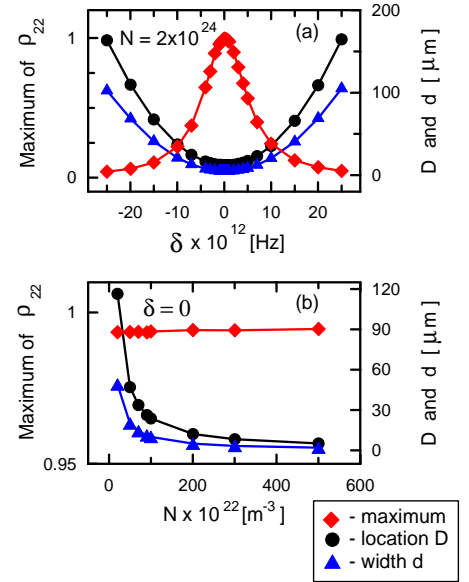 N = 2x10^24
(a)
Maximum of ρ22
1
0
200
100
0
D and d [ μm ]
-20
-10
0
10
20
δ x 10^12 [Hz]
δ = 0
(b)
Maximum of ρ22
1
0.95
120
90
60
30
0
D and d [ μm ]
0
200
400
600
N x 10^22 [m^-3]
- maximum
- location D
- width d